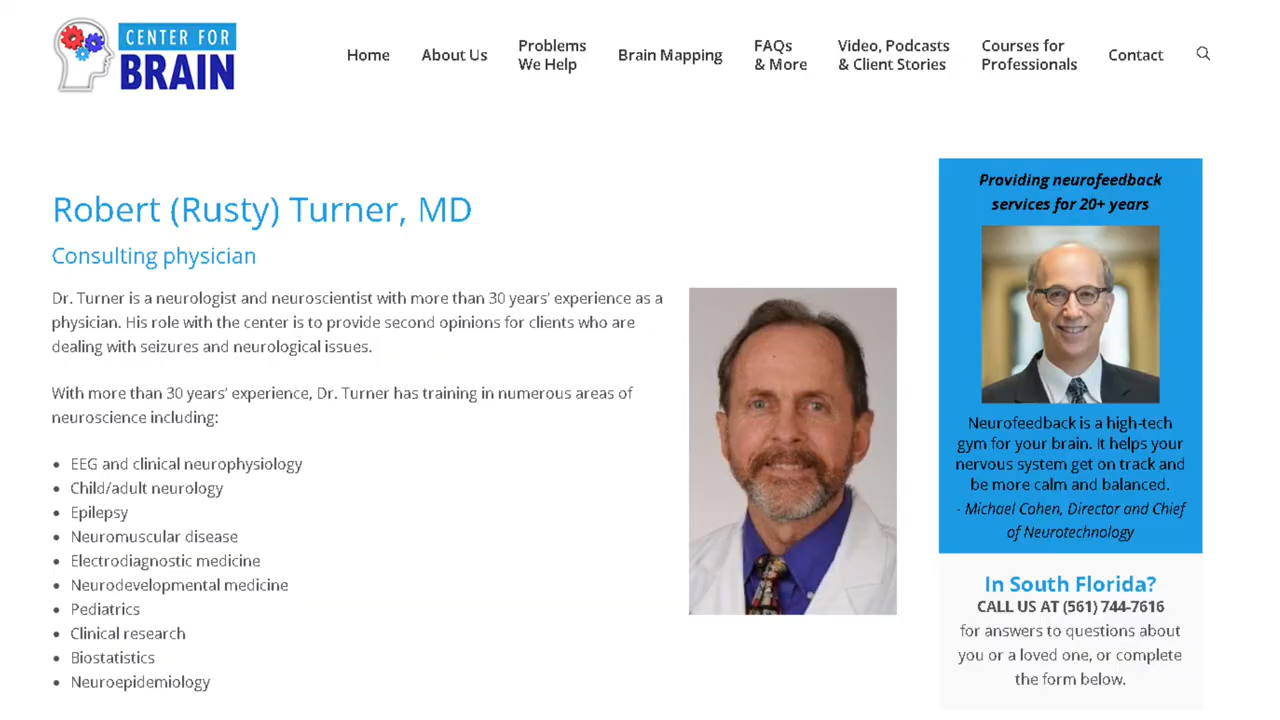 CENTER FOR
BRAIN
Home
About Us
Problems
We Help
Brain Mapping
FAQs
& More
Video, Podcasts
& Client Stories
Courses for
Professionals
Contact
Robert (Rusty) Turner, MD
Consulting physician
Dr. Turner is a neurologist and neuroscientist with more than 30 years’ experience as a
physician. His role with the center is to provide second opinions for clients who are
dealing with seizures and neurological issues.
With more than 30 years’ experience, Dr. Turner has training in numerous areas of
neuroscience including:
• EEG and clinical neurophysiology
• Child/adult neurology
• Epilepsy
• Neuromuscular disease
• Electrodiagnostic medicine
• Neurodevelopmental medicine
• Pediatrics
• Clinical research
• Biostatistics
• Neuroepidemiology
Providing neurofeedback
services for 20+ years
Neurofeedback is a high-tech
gym for your brain. It helps your
nervous system get on track and
be more calm and balanced.
- Michael Cohen, Director and Chief
of Neurotechnology
In South Florida?
CALL US AT (561) 744-7616
for answers to questions about
you or a loved one, or complete
the form below.